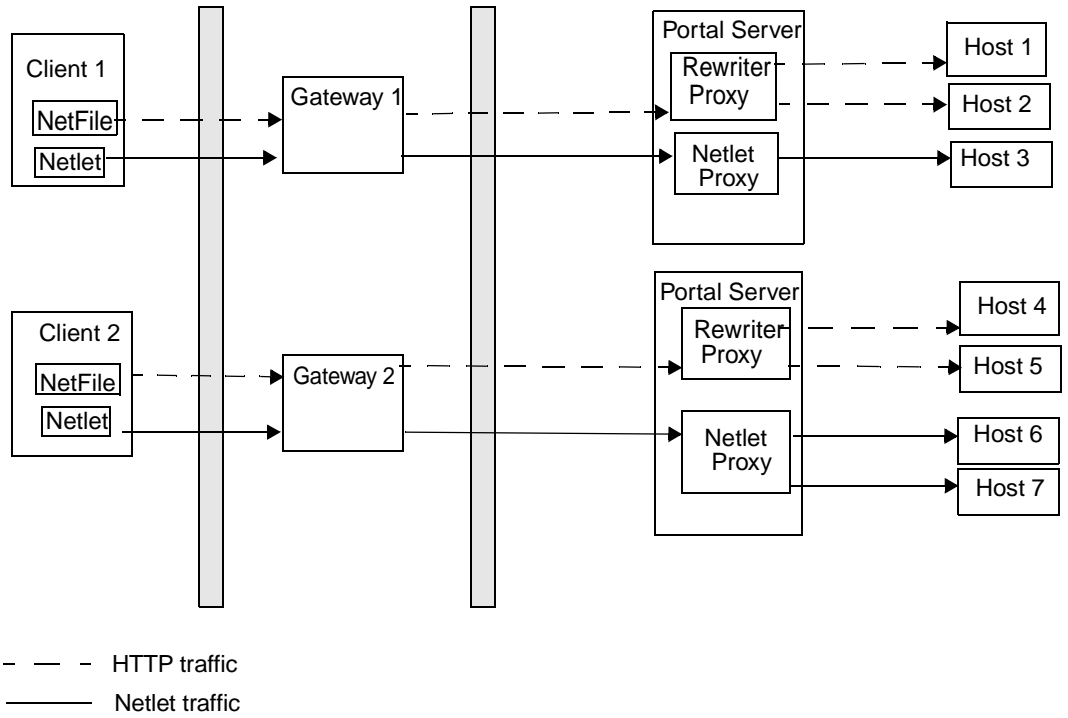 Client 1
NetFile
Netlet
Gateway 1
Portal Server
Rewriter
Proxy
Netlet
Proxy
Host 1
Host 2
Host 3
Client 2
NetFile
Netlet
Gateway 2
Portal Server
Rewriter
Proxy
Netlet
Proxy
Host 4
Host 5
Host 6
Host 7
HTTP traffic
Netlet traffic